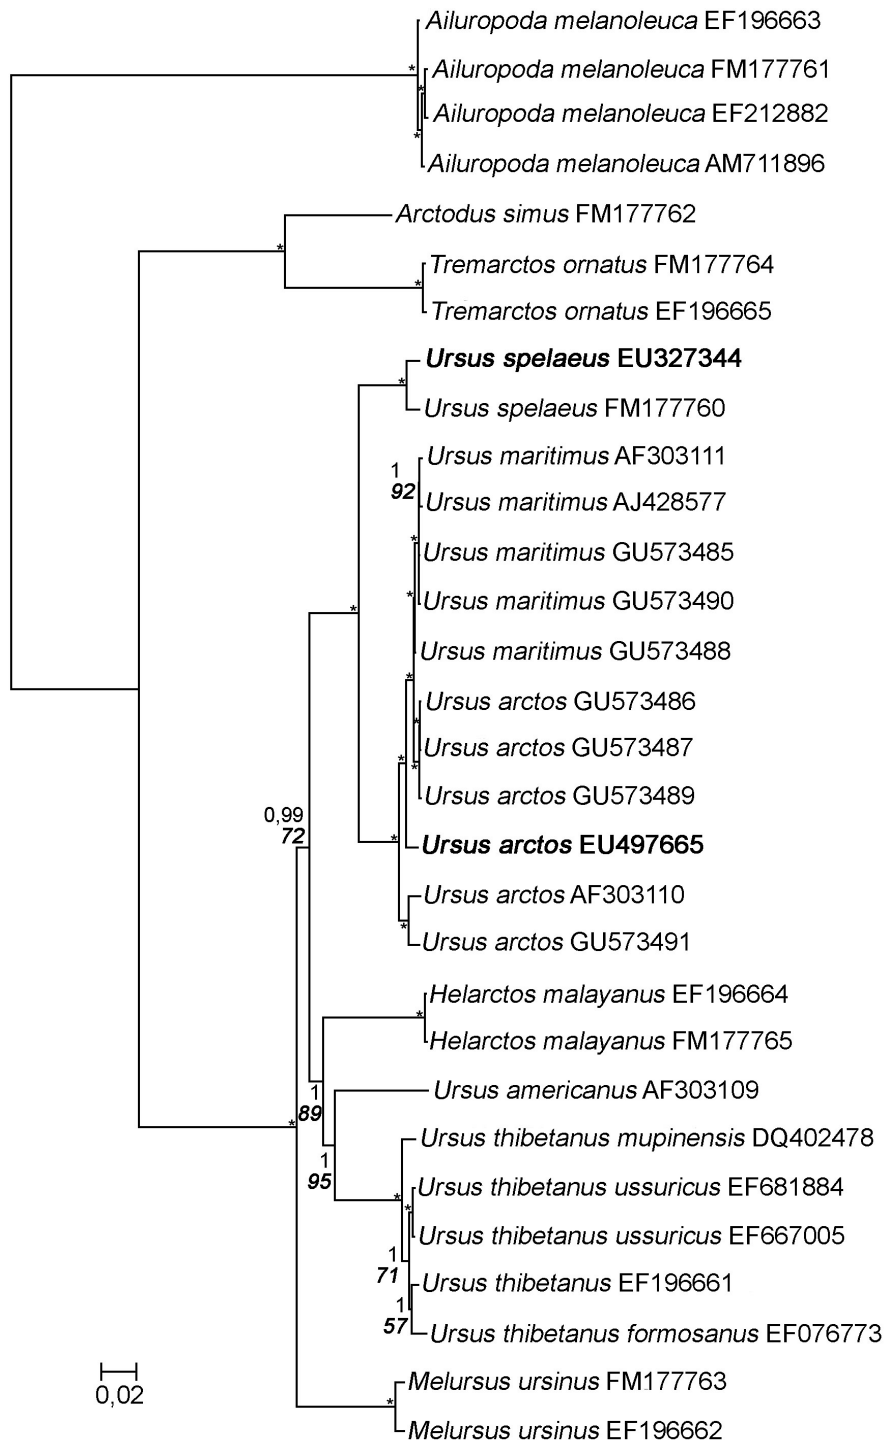 Ailuropoda melanoleuca EF196663
Ailuropoda melanoleuca FM177761
*
*
Ailuropoda melanoleuca EF212882
*
Ailuropoda melanoleuca AM711896
Arctodus simus FM177762
*
Tremarctos ornatus FM177764
*
Tremarctos ornatus EF196665
Ursus spelaeus EU327344
*
Ursus spelaeus FM177760
Ursus maritimus AF303111
1
92
Ursus maritimus AJ428577
*
Ursus maritimus GU573485
*
Ursus maritimus GU573490
*
Ursus maritimus GU573488
*
Ursus arctos GU573486
*
Ursus arctos GU573487
*
*
Ursus arctos GU573489
0,99
72
*
Ursus arctos EU497665
Ursus arctos AF303110
*
Ursus arctos GU573491
Helarctos malayanus EF196664
*
Helarctos malayanus FM177765
Ursus americanus AF303109
1
89
*
Ursus thibetanus mupinensis DQ402478
1
95
Ursus thibetanus ussuricus EF681884
*
*
Ursus thibetanus ussuricus EF667005
1
71
Ursus thibetanus EF196661
1
57
Ursus thibetanus formosanus EF076773
Melursus ursinus FM177763
0,02
*
Melursus ursinus EF196662